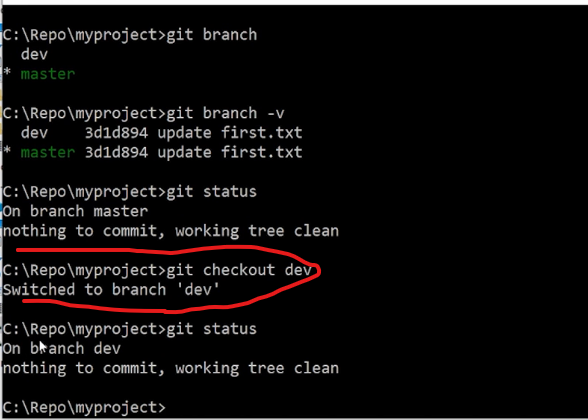 C:\Repo\myproject>git branch
  dev
* master
C:\Repo\myproject>git branch -v
  dev    3d1d894 update first.txt
* master 3d1d894 update first.txt
C:\Repo\myproject>git status
On branch master
nothing to commit, working tree clean
C:\Repo\myproject>git checkout dev
Switched to branch 'dev'
C:\Repo\myproject>git status
On branch dev
nothing to commit, working tree clean
C:\Repo\myproject>